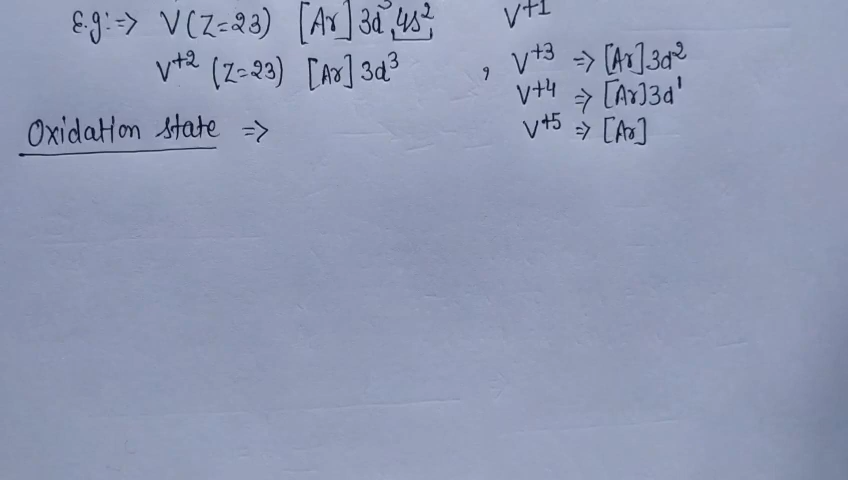 E.g:⇒ V(Z=23) [Ar] 3d³ 4s² V⁺¹
V⁺² (Z=23) [Ar] 3d³ , V⁺³ ⇒ [Ar] 3d²
V⁺⁴ ⇒ [Ar] 3d¹
Oxidation state ⇒ V⁺⁵ ⇒ [Ar]